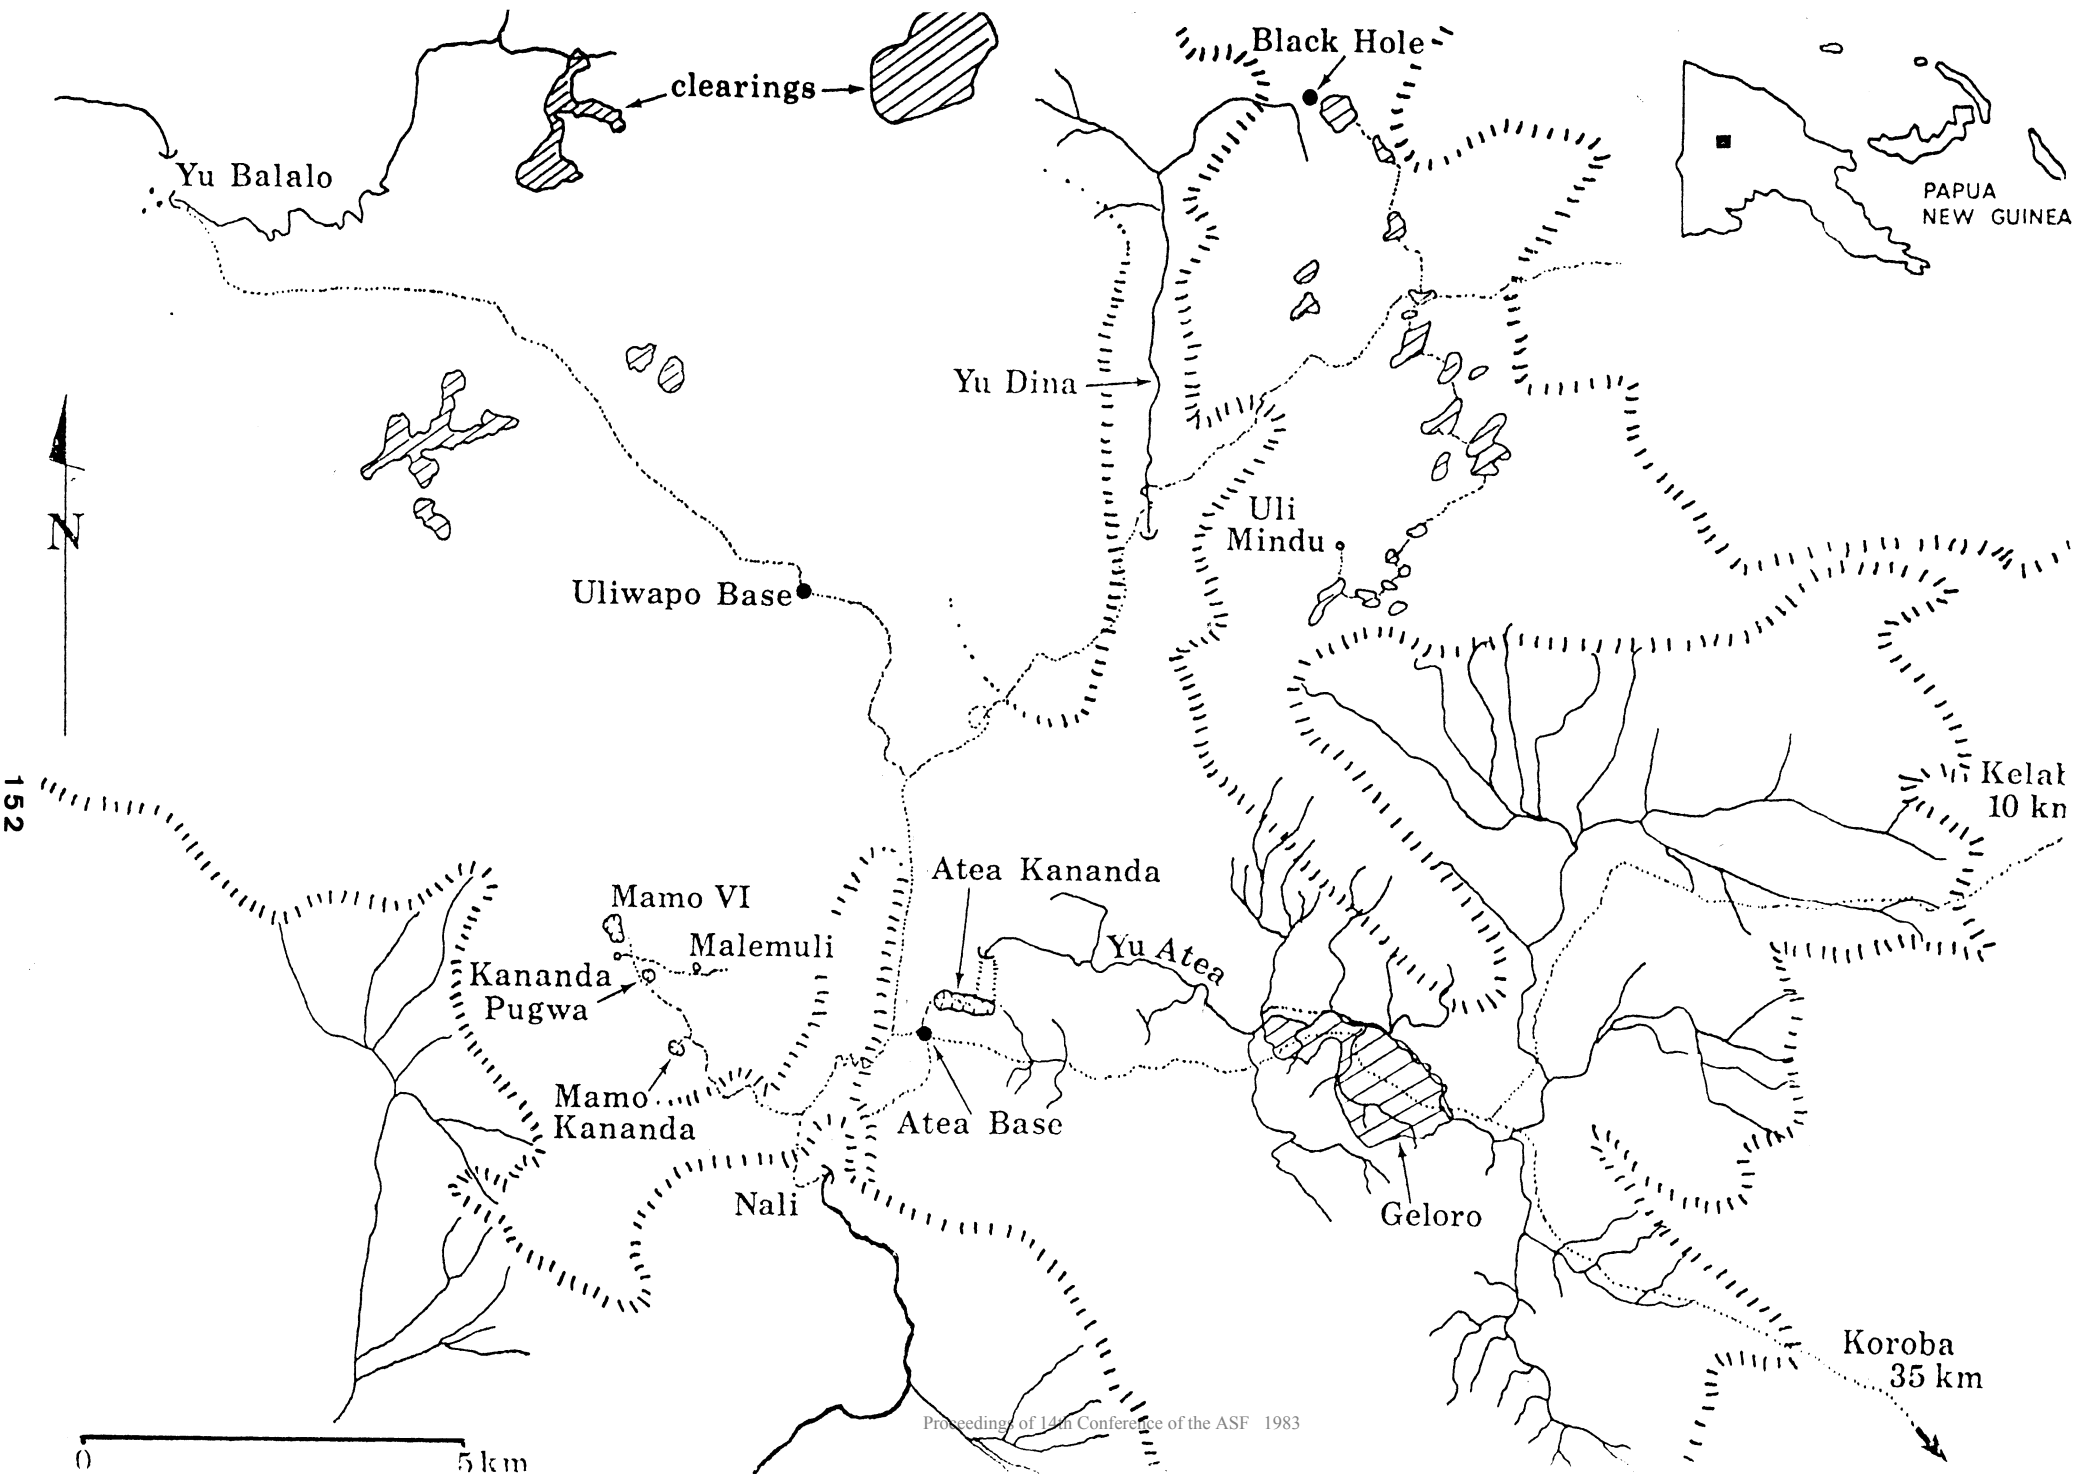 Black Hole
clearings
Yu Balalo
PAPUA
NEW GUINEA
Yu Dina
Uli
Mindu
N
Uliwapo Base
Kelab
10 km
152
Atea Kananda
Mamo VI
Malemuli
Yu Atea
Kananda
Pugwa
Mamo
Kananda
Atea Base
Nali
Geloro
Koroba
35 km
Proceedings of 14th Conference of the ASF 1983
0
5 km